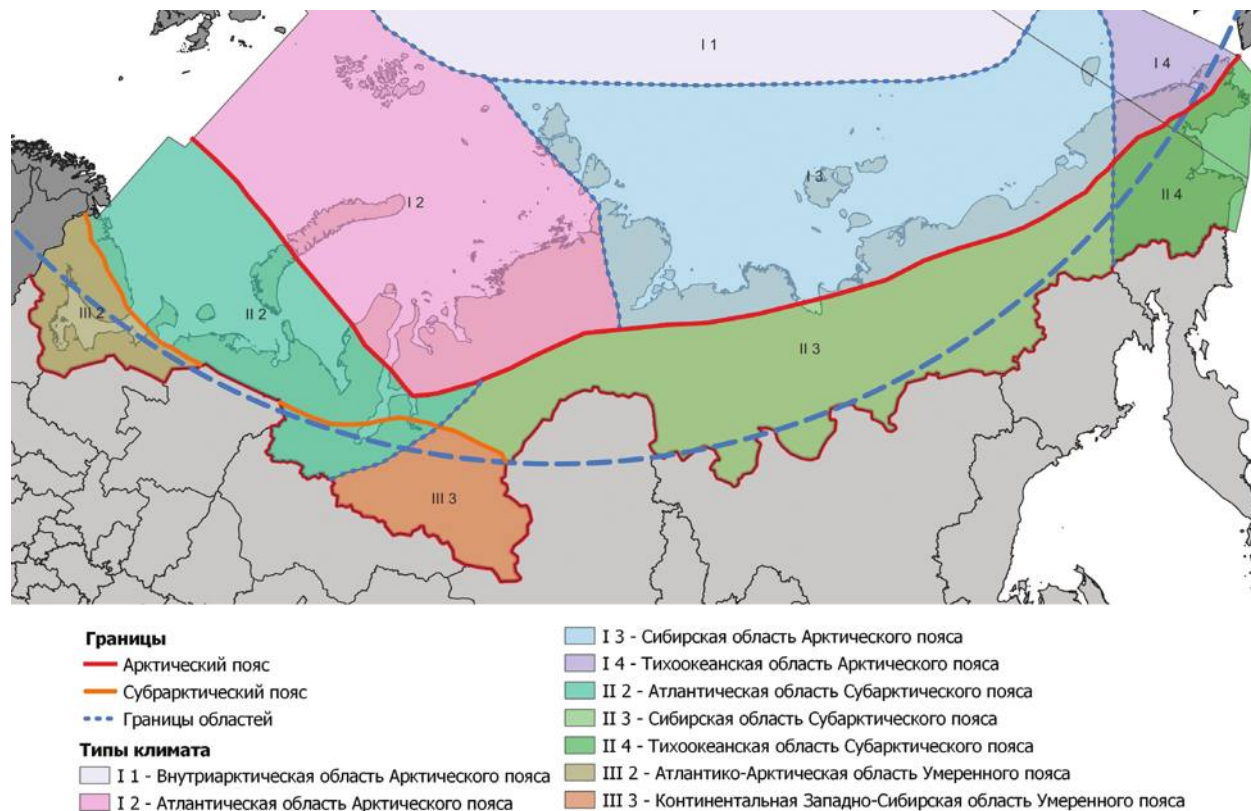 I 1
I 4
I 2
I 3
II 4
III 2
II 2
II 3
III 3
Границы
Арктический пояс
Субрарктический пояс
Границы областей
Типы климата
I 1 - Внутриарктическая область Арктического пояса
I 2 - Атлантическая область Арктического пояса
I 3 - Сибирская область Арктического пояса
I 4 - Тихоокеанская область Арктического пояса
II 2 - Атлантическая область Субарктического пояса
II 3 - Сибирская область Субарктического пояса
II 4 - Тихоокеанская область Субарктического пояса
III 2 - Атлантико-Арктическая область Умеренного пояса
III 3 - Континентальная Западно-Сибирская область Умеренного пояса